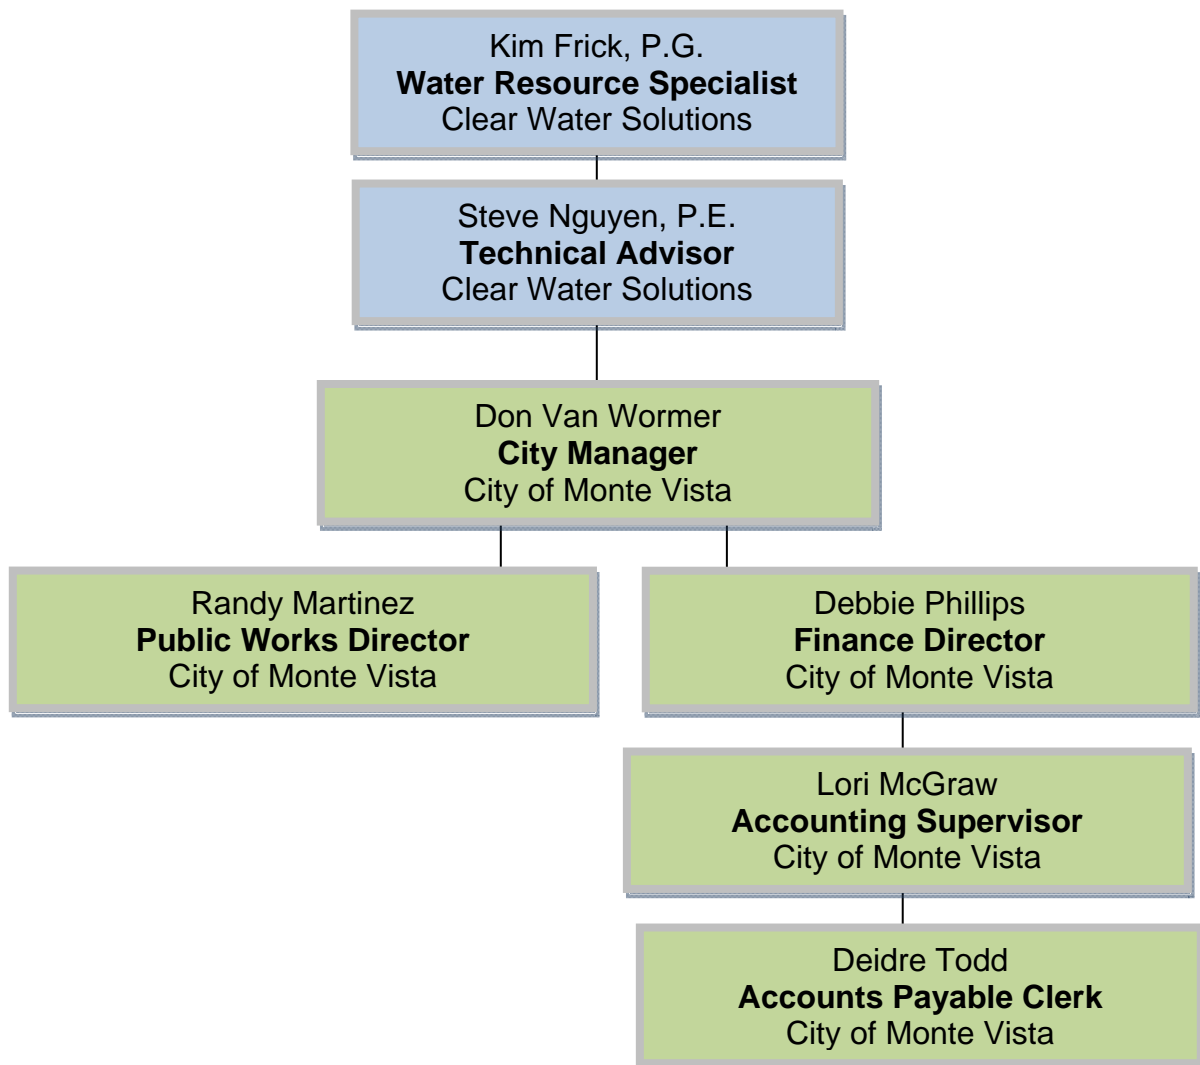 Kim Frick, P.G.
Water Resource Specialist
Clear Water Solutions
Steve Nguyen, P.E.
Technical Advisor
Clear Water Solutions
Don Van Wormer
City Manager
City of Monte Vista
Randy Martinez
Public Works Director
City of Monte Vista
Debbie Phillips
Finance Director
City of Monte Vista
Lori McGraw
Accounting Supervisor
City of Monte Vista
Deidre Todd
Accounts Payable Clerk
City of Monte Vista